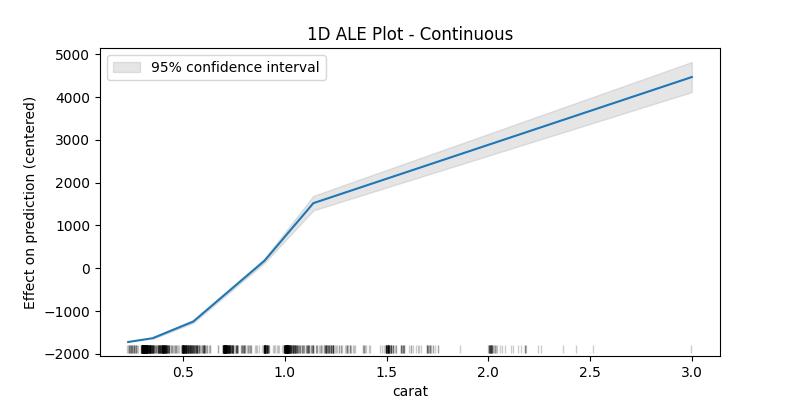 1D ALE Plot - Continuous
95% confidence interval
Effect on prediction (centered)
5000
4000
3000
2000
1000
0
−1000
−2000
0.5 1.0 1.5 2.0 2.5 3.0
carat